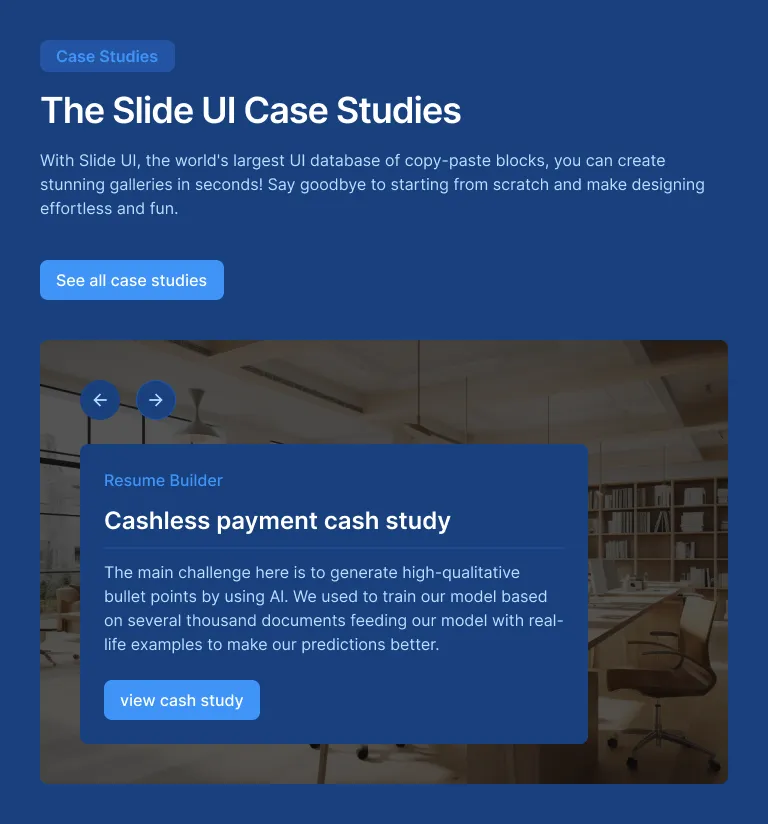 Case Studies
The Slide UI Case Studies
With Slide UI, the world's largest UI database of copy-paste blocks, you can create
stunning galleries in seconds! Say goodbye to starting from scratch and make designing
effortless and fun.
See all case studies
Resume Builder
Cashless payment cash study
The main challenge here is to generate high-qualitative
bullet points by using AI. We used to train our model based
on several thousand documents feeding our model with real-
life examples to make our predictions better.
view cash study